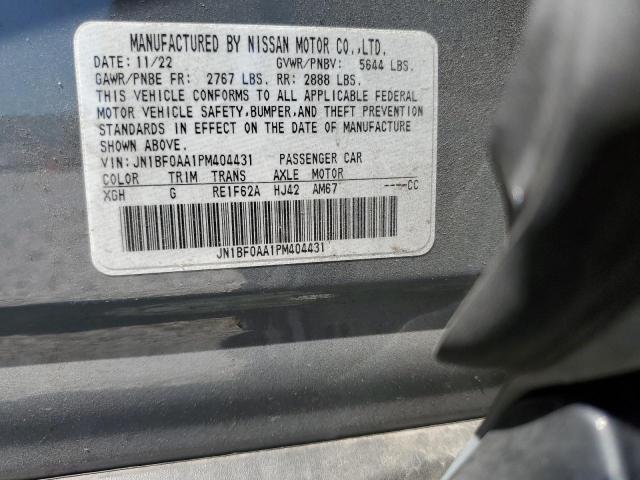 MANUFACTURED BY NISSAN MOTOR CO.,LTD.
DATE: 11/22 GVWR/PNBV: 5644 LBS.
GAWR/PNBE FR: 2767 LBS. RR: 2888 LBS.
THIS VEHICLE CONFORMS TO ALL APPLICABLE FEDERAL
MOTOR VEHICLE SAFETY,BUMPER,AND THEFT PREVENTION
STANDARDS IN EFFECT ON THE DATE OF MANUFACTURE
SHOWN ABOVE.
VIN: JN1BF0AA1PM404431 PASSENGER CAR
COLOR TRIM TRANS AXLE MOTOR
XGH G RE1F62A HJ42 AM67 ----CC
JN1BF0AA1PM404431